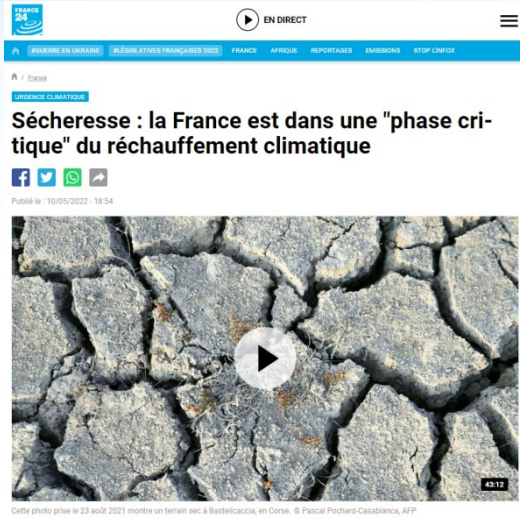 FRANCE
24
EN DIRECT
#GUERRE EN UKRAINE #LÉGISLATIVES FRANÇAISES 2022 FRANCE AFRIQUE REPORTAGES EMISSIONS STOP L'INFOX
/ France
URGENCE CLIMATIQUE
Sécheresse : la France est dans une "phase cri-
tique" du réchauffement climatique
Publié le : 10/05/2022 - 18:54
43:12
Cette photo prise le 23 août 2021 montre un terrain sec à Bastelicaccia, en Corse. © Pascal Pochard-Casabianca, AFP